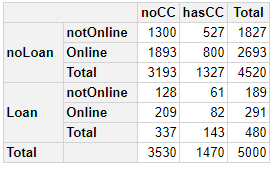 noCC hasCC Total
noLoan notOnline 1300 527 1827
Online 1893 800 2693
Total 3193 1327 4520
Loan notOnline 128 61 189
Online 209 82 291
Total 337 143 480
Total 3530 1470 5000